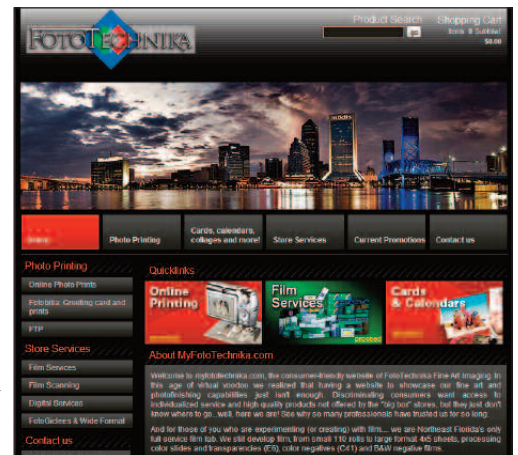 FOTOTECHNIKA
Product Search
Shopping Cart
Items 0 Subtotal
$0.00
go
Home
Photo Printing
Cards, calendars,
collages and more!
Store Services
Current Promotions
Contact us
Photo Printing
Online Photo Prints
Greeting card and
prints
FTP
Store Services
Film Services
Film Scanning
Digital Services
& Wide Format
Contact us
Quicklinks
Online
Printing
Film
Services
Cards
& Calendars
About MyFotoTechnika.com
Welcome to myfototechnika.com, the consumer-friendly website of FotoTechnika Fine Art Imaging. In
this age of virtual voodoo we realized that having a website to showcase our fine art and
photofinishing capabilities just isn't enough. Discriminating consumers want access to
individualized service and high quality products not offered by the "big box" stores, but they just don't
know where to go...well, here we are! See why so many professionals have trusted us for so long.
And for those of you who are experimenting (or creating) with film.... we are Northeast Florida's only
full service film lab. We still develop film, from small 110 rolls to large format 4x5 sheets, processing
color slides and transparencies (E6), color negatives (C41) and B&W negative films.